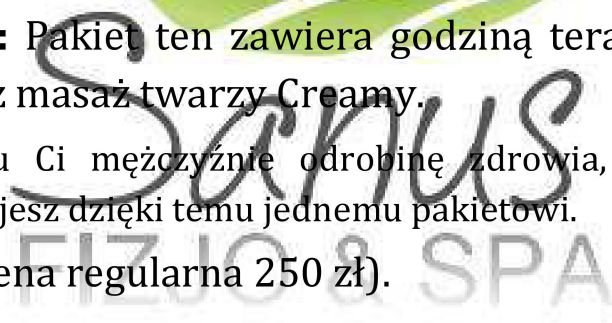 : Pakiet ten zawiera godziną tera
z masaż twarzy Creamy.
u Ci mężczyźnie odrobinę zdrowia,
jesz dzięki temu jednemu pakietowi.
ena regularna 250 zł).
Sanus
FIZJO & SPA